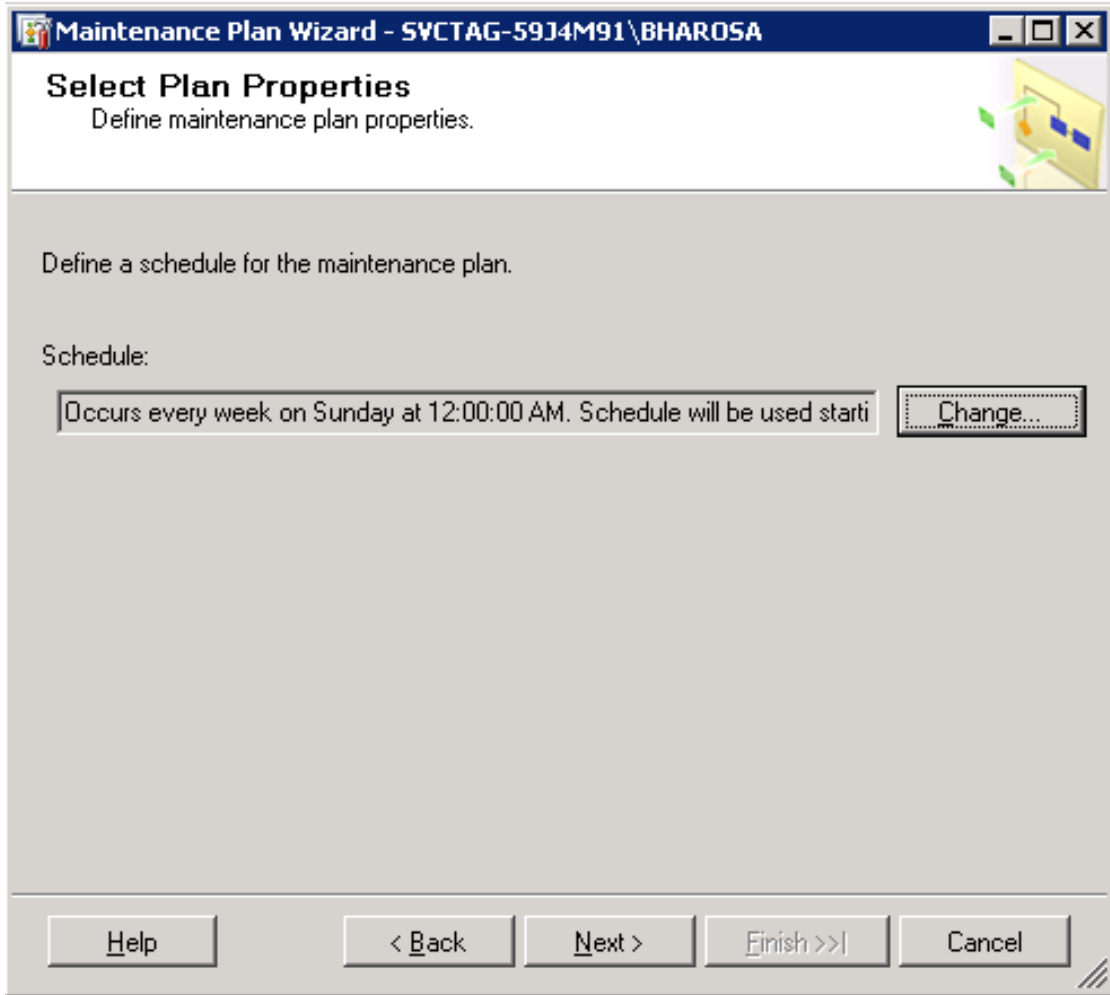 Maintenance Plan Wizard - SVCTAG-59J4M91\BHAROSA
Select Plan Properties
Define maintenance plan properties.
Define a schedule for the maintenance plan.
Schedule:
Occurs every week on Sunday at 12:00:00 AM. Schedule will be used starti
Change...
Help
< Back
Next >
Finish >>|
Cancel